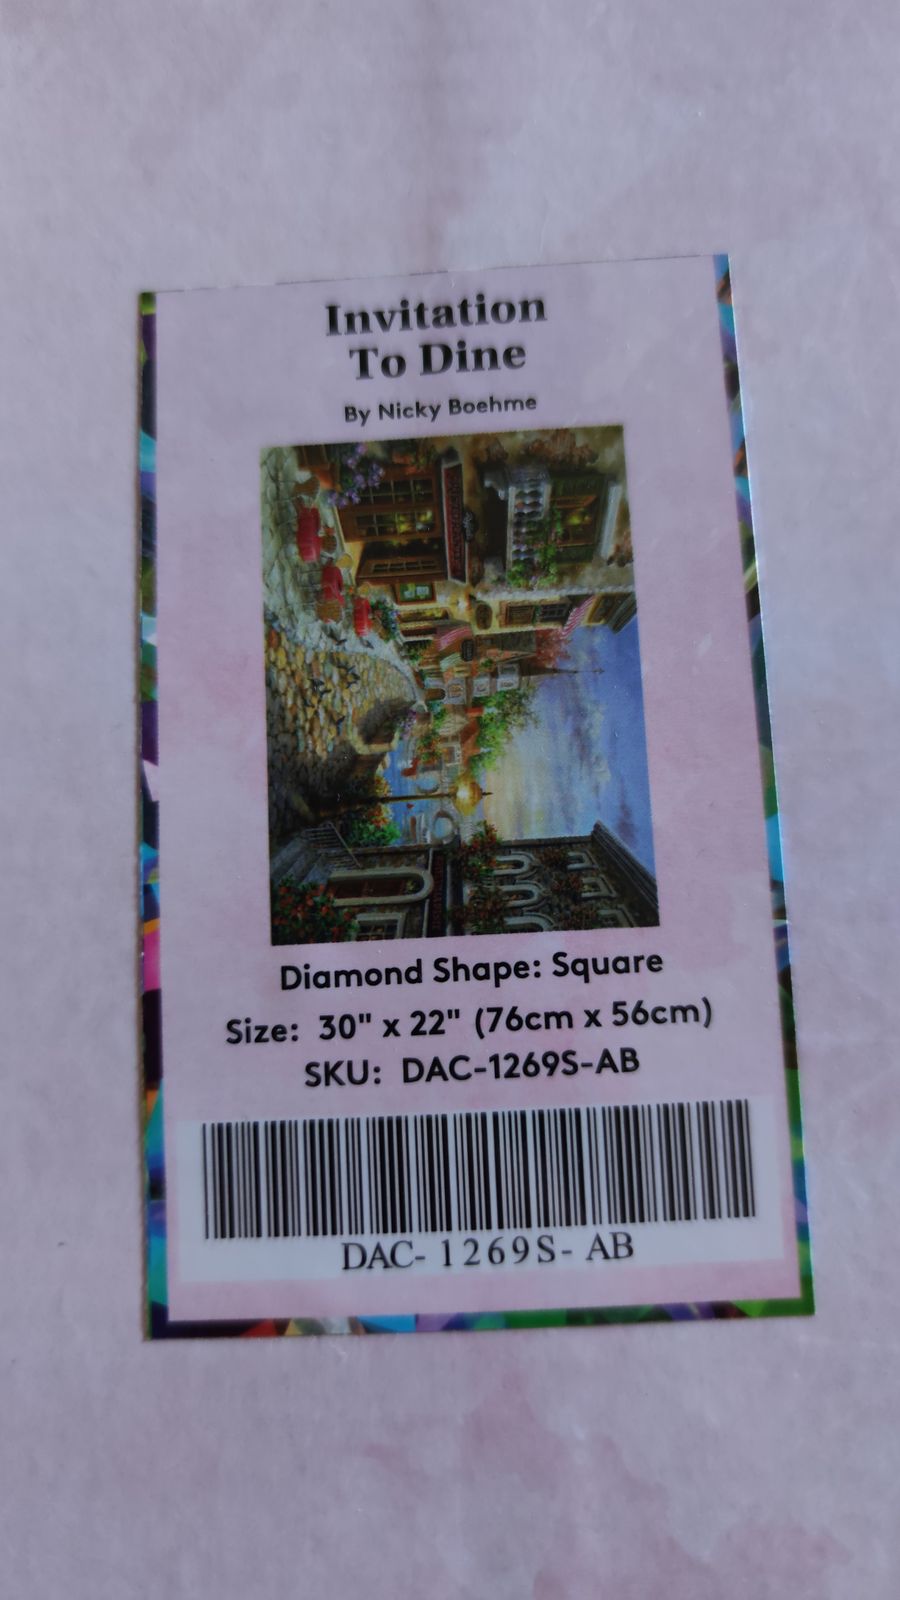 Invitation
To Dine
By Nicky Boehme
Diamond Shape: Square
Size: 30" x 22" (76cm x 56cm)
SKU: DAC-1269S-AB
DAC- 1269S- AB